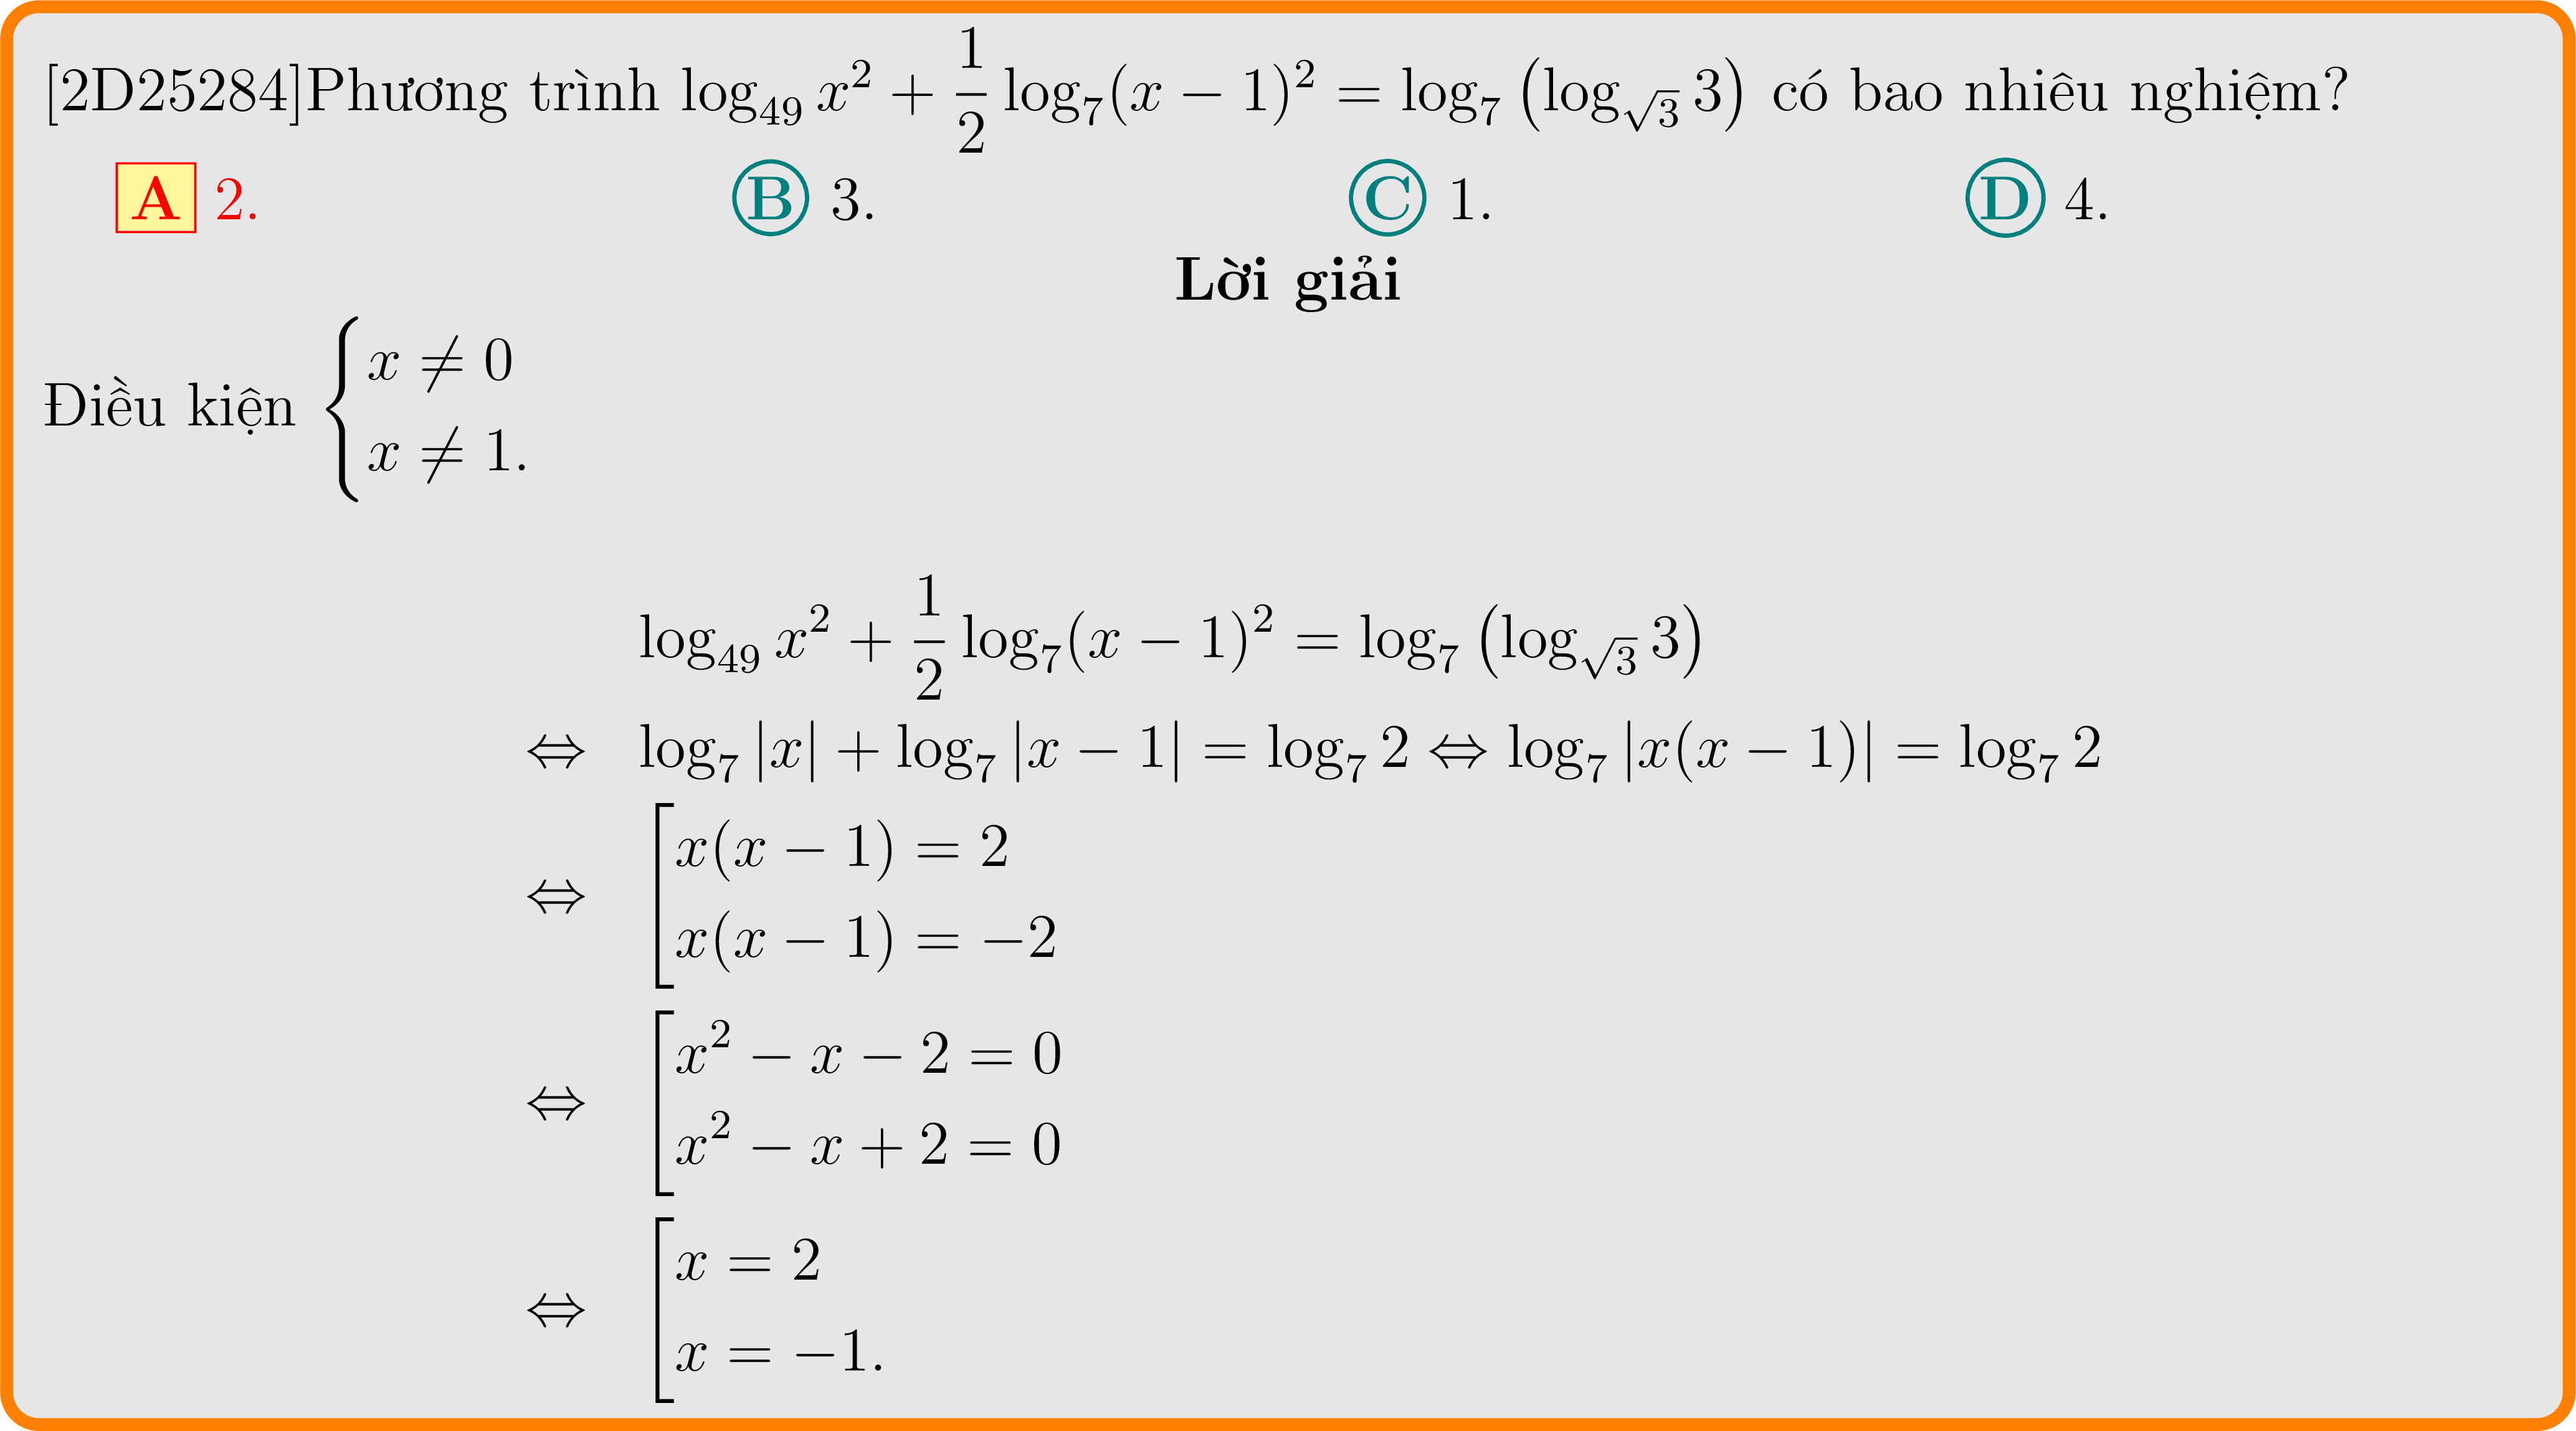 [2D25284]Phương trình $\log_{49} x^2 + \dfrac{1}{2} \log_7 (x-1)^2 = \log_7 \left( \log_{\sqrt{3}} 3 \right)$ có bao nhiêu nghiệm?
A 2. B 3. C 1. D 4.
Lời giải
Điều kiện $\begin{cases} x \neq 0 \\ x \neq 1. \end{cases}$
$\log_{49} x^2 + \dfrac{1}{2} \log_7 (x-1)^2 = \log_7 \left( \log_{\sqrt{3}} 3 \right)$
$\Leftrightarrow \log_7 |x| + \log_7 |x-1| = \log_7 2 \Leftrightarrow \log_7 |x(x-1)| = \log_7 2$
$\Leftrightarrow \left[ \begin{array}{l} x(x-1) = 2 \\ x(x-1) = -2 \end{array} \right.$
$\Leftrightarrow \left[ \begin{array}{l} x^2 - x - 2 = 0 \\ x^2 - x + 2 = 0 \end{array} \right.$
$\Leftrightarrow \left[ \begin{array}{l} x = 2 \\ x = -1. \end{array} \right.$